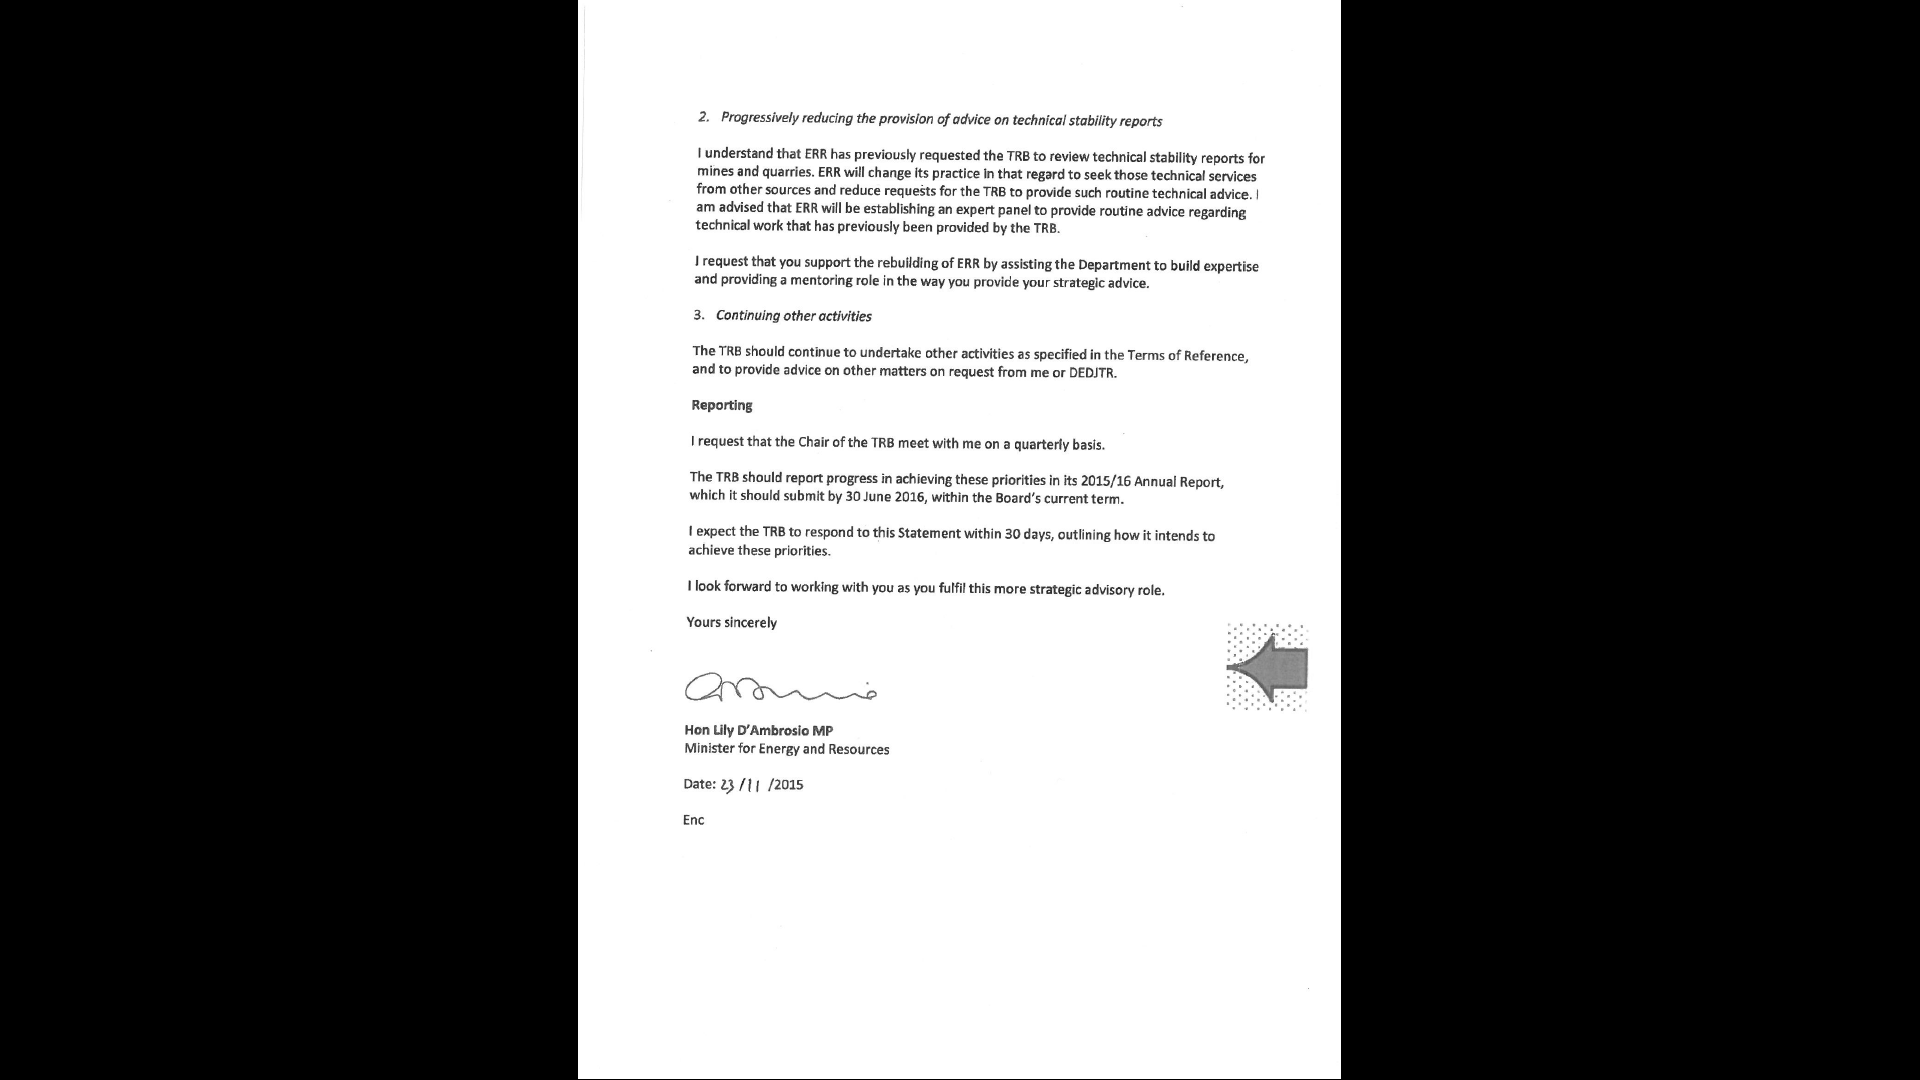 2. Progressively reducing the provision of advice on technical stability reports
I understand that ERR has previously requested the TRB to review technical stability reports for
mines and quarries. ERR will change its practice in that regard to seek those technical services
from other sources and reduce requests for the TRB to provide such routine technical advice. I
am advised that ERR will be establishing an expert panel to provide routine advice regarding
technical work that has previously been provided by the TRB.
I request that you support the rebuilding of ERR by assisting the Department to build expertise
and providing a mentoring role in the way you provide your strategic advice.
3. Continuing other activities
The TRB should continue to undertake other activities as specified in the Terms of Reference,
and to provide advice on other matters on request from me or DEDJTR.
Reporting
I request that the Chair of the TRB meet with me on a quarterly basis.
The TRB should report progress in achieving these priorities in its 2015/16 Annual Report,
which it should submit by 30 June 2016, within the Board's current term.
I expect the TRB to respond to this Statement within 30 days, outlining how it intends to
achieve these priorities.
I look forward to working with you as you fulfil this more strategic advisory role.
Yours sincerely
Hon Lily D'Ambrosio MP
Minister for Energy and Resources
Date: 23/11/2015
Enc